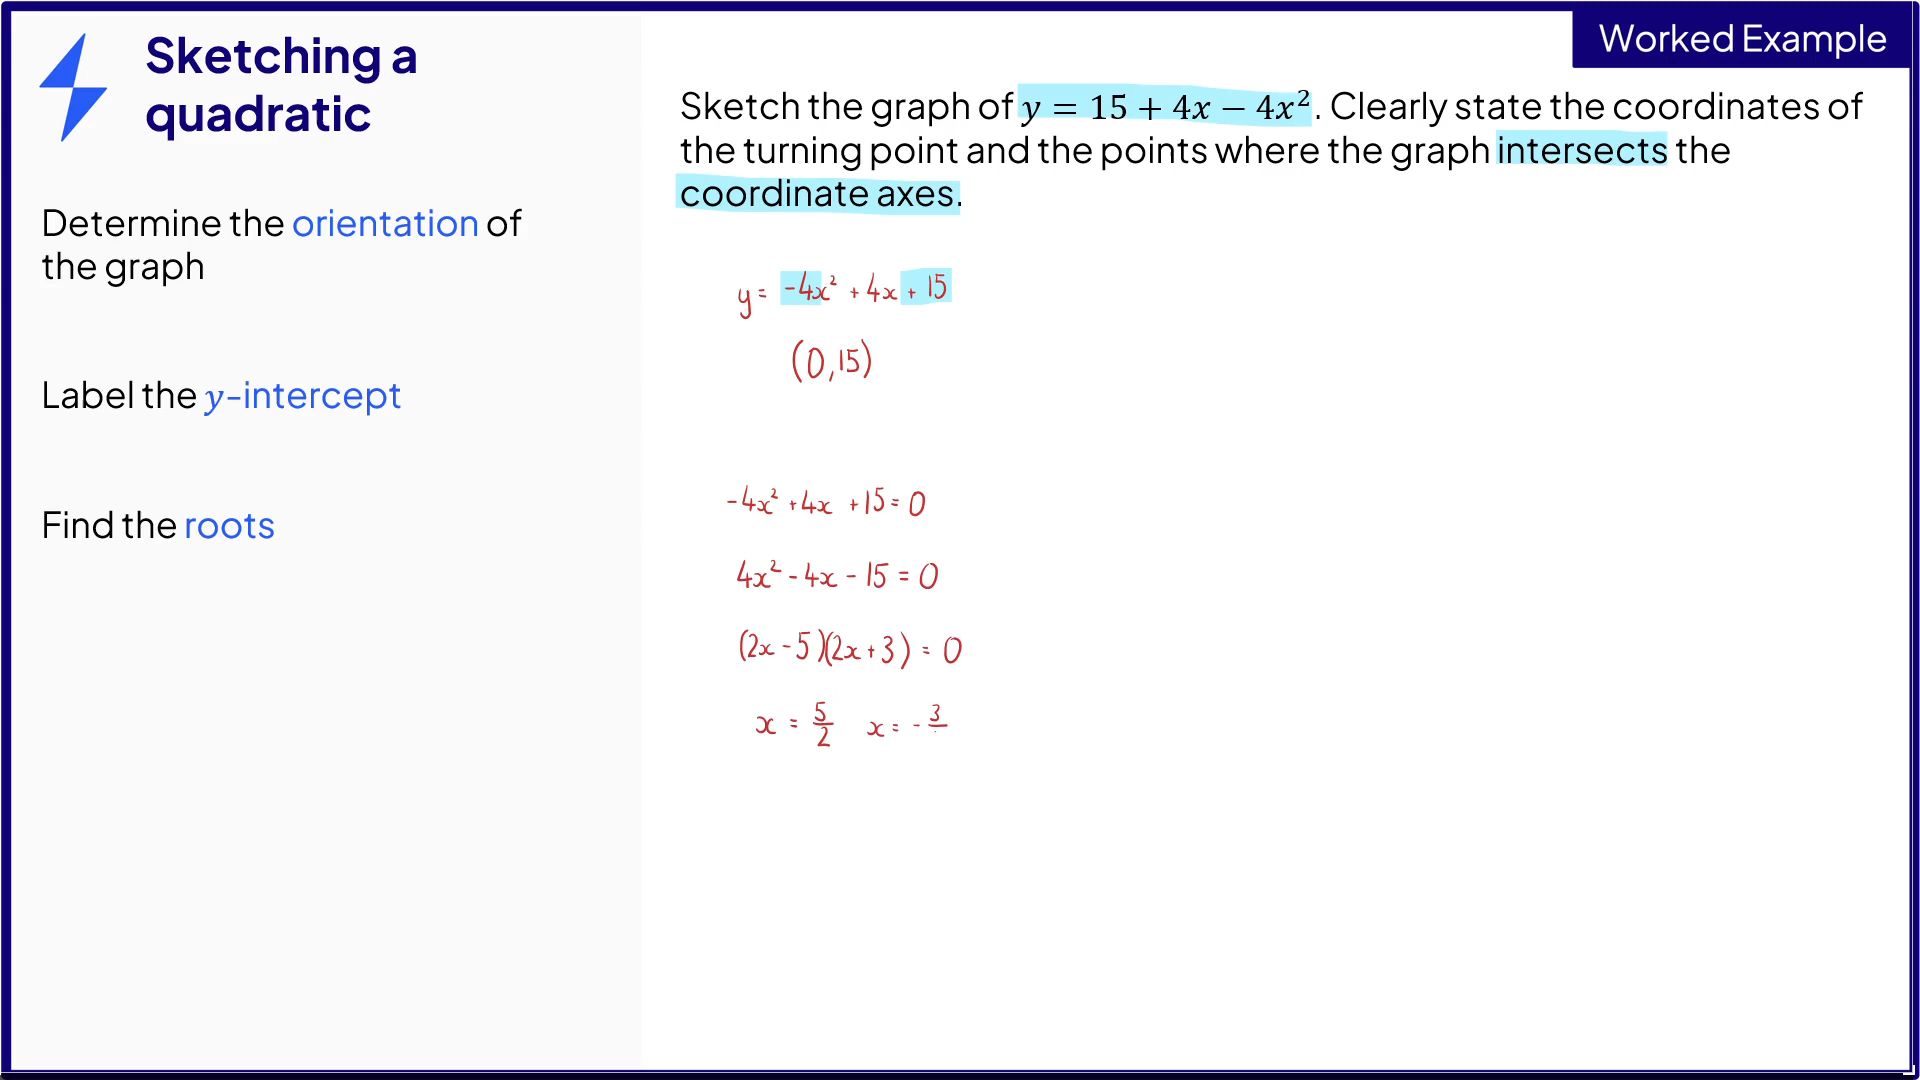 Worked Example
Sketching a
quadratic
Determine the orientation of
the graph
Label the y-intercept
Find the roots
Sketch the graph of y = 15 + 4x − 4x². Clearly state the coordinates of
the turning point and the points where the graph intersects the
coordinate axes.
y = -4x² + 4x + 15
(0,15)
-4x² + 4x + 15 = 0
4x² - 4x - 15 = 0
(2x - 5)(2x + 3) = 0
x = 5/2 x = - 3/